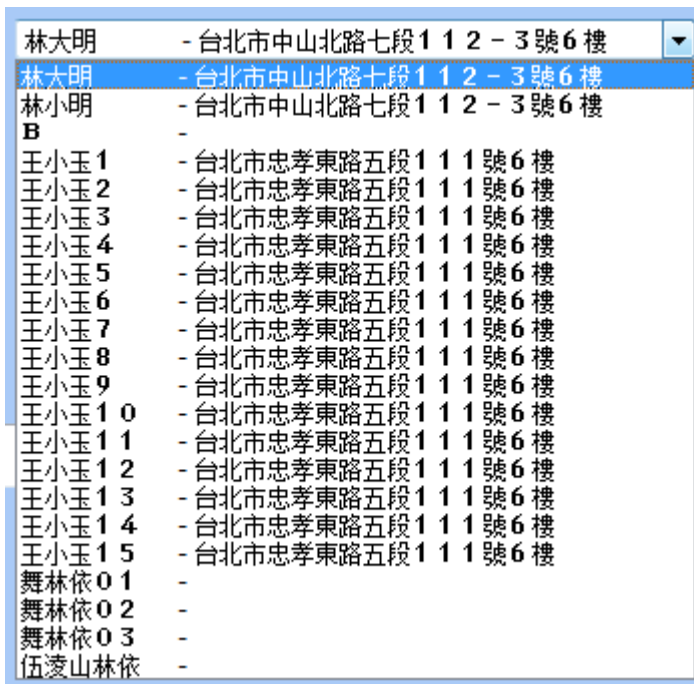 林大明 - 台北市中山北路七段１１２－３號６樓
林大明 - 台北市中山北路七段１１２－３號６樓
林小明 - 台北市中山北路七段１１２－３號６樓
Ｂ -
王小玉１ - 台北市忠孝東路五段１１１號６樓
王小玉２ - 台北市忠孝東路五段１１１號６樓
王小玉３ - 台北市忠孝東路五段１１１號６樓
王小玉４ - 台北市忠孝東路五段１１１號６樓
王小玉５ - 台北市忠孝東路五段１１１號６樓
王小玉６ - 台北市忠孝東路五段１１１號６樓
王小玉７ - 台北市忠孝東路五段１１１號６樓
王小玉８ - 台北市忠孝東路五段１１１號６樓
王小玉９ - 台北市忠孝東路五段１１１號６樓
王小玉１０ - 台北市忠孝東路五段１１１號６樓
王小玉１１ - 台北市忠孝東路五段１１１號６樓
王小玉１２ - 台北市忠孝東路五段１１１號６樓
王小玉１３ - 台北市忠孝東路五段１１１號６樓
王小玉１４ - 台北市忠孝東路五段１１１號６樓
王小玉１５ - 台北市忠孝東路五段１１１號６樓
舞林依０１ -
舞林依０２ -
舞林依０３ -
伍淩山林依 -